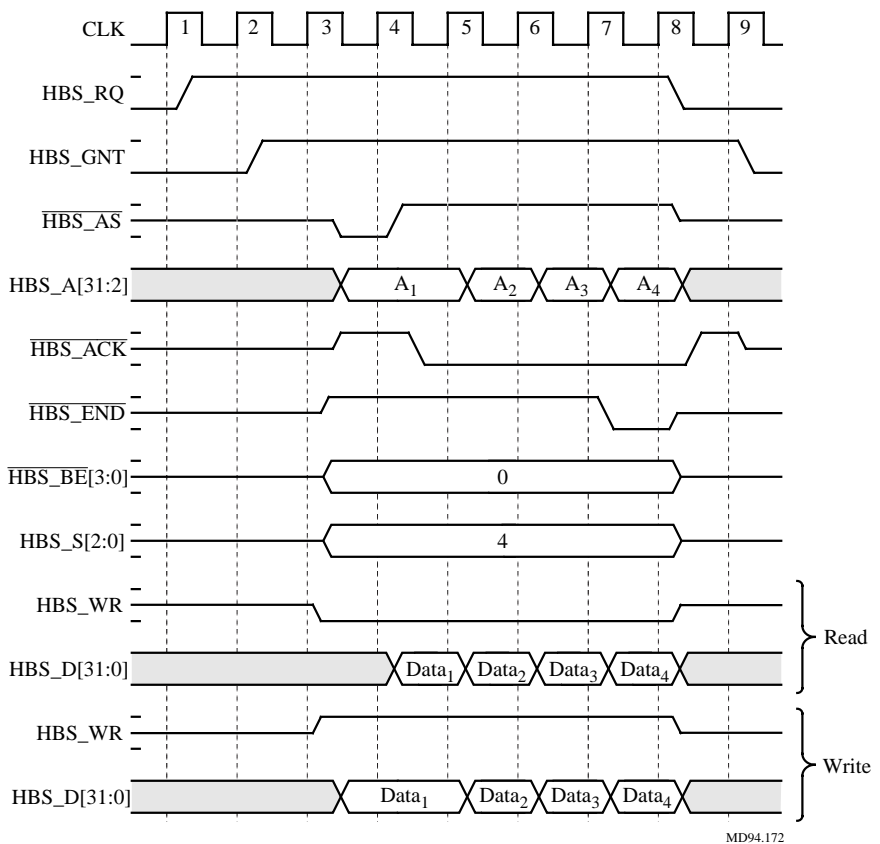 CLK 1 2 3 4 5 6 7 8 9
HBS_RQ
HBS_GNT
HBS_AS
HBS_A[31:2] A1 A2 A3 A4
HBS_ACK
HBS_END
HBS_BE[3:0] 0
HBS_S[2:0] 4
HBS_WR
Read
HBS_D[31:0] Data1 Data2 Data3 Data4
HBS_WR
Write
HBS_D[31:0] Data1 Data2 Data3 Data4
MD94.172